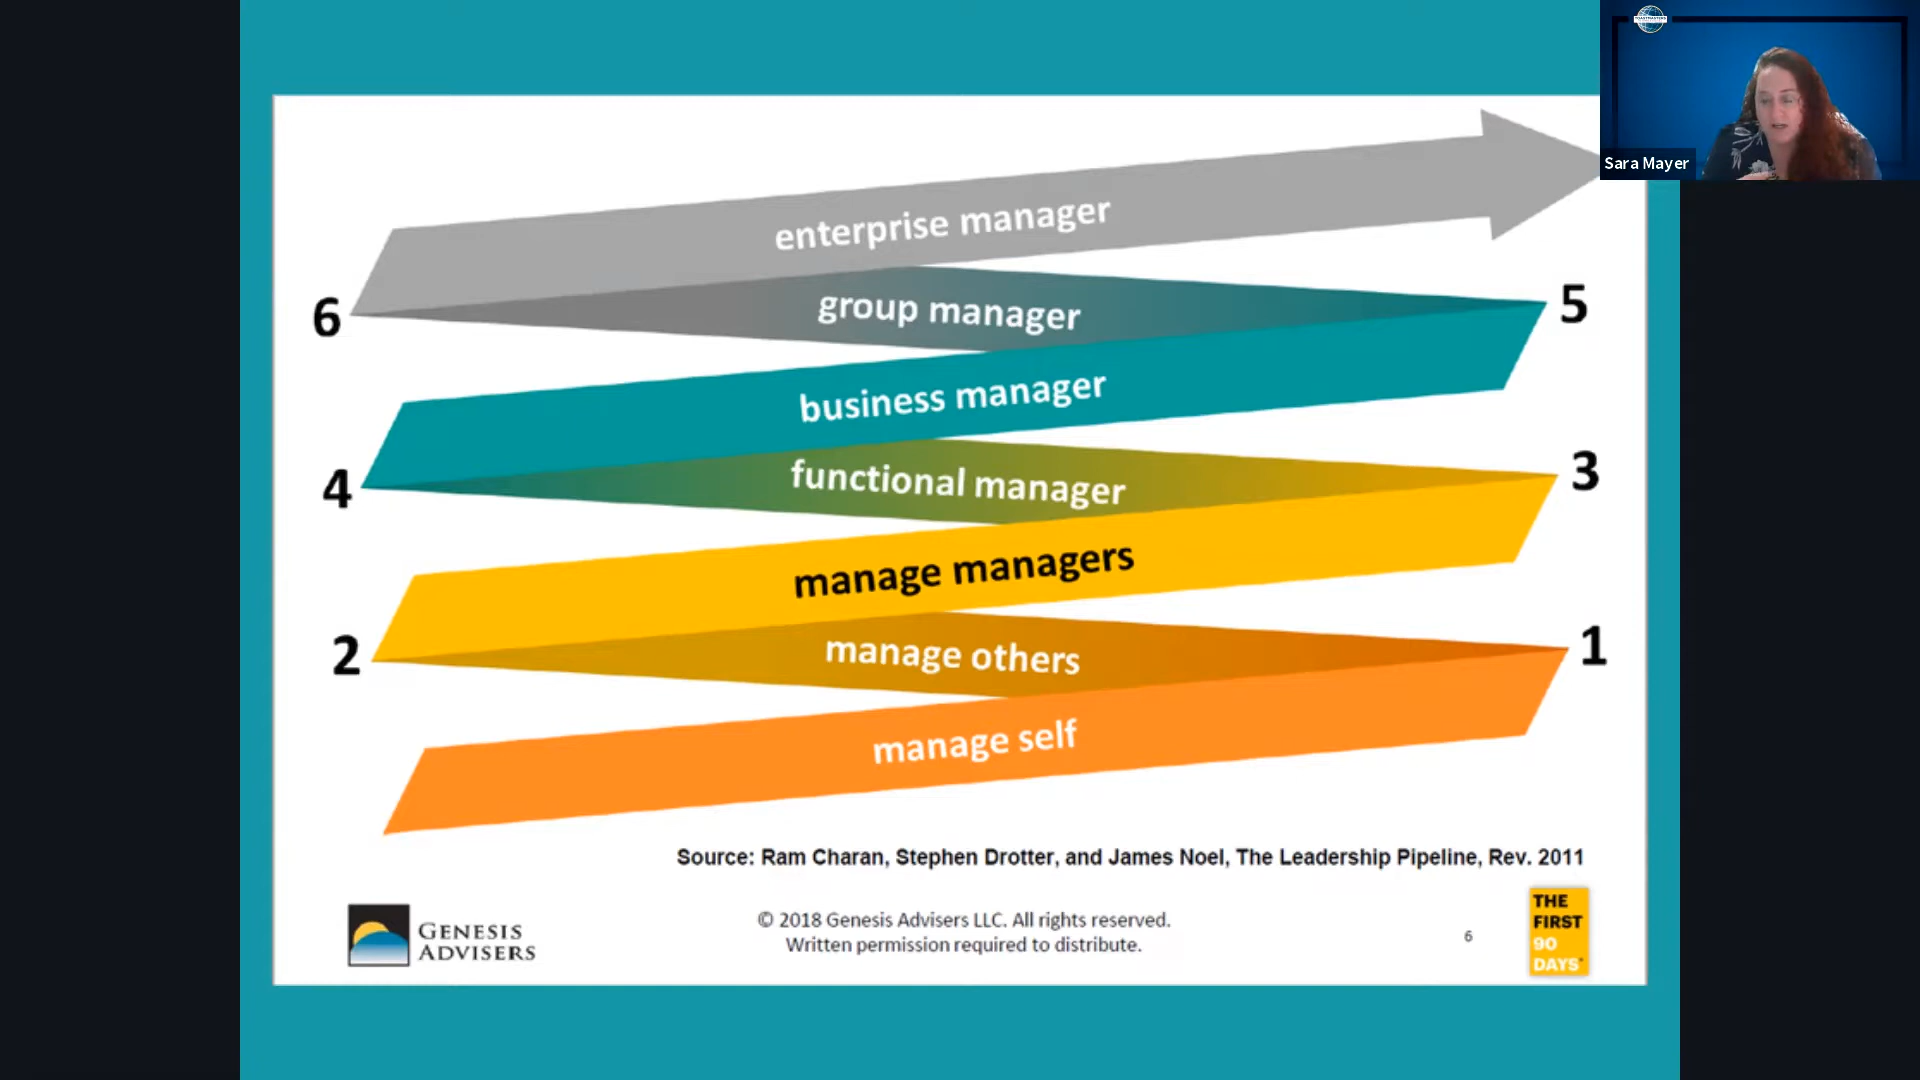 TOASTMASTERS
Sara Mayer
enterprise manager
6
group manager
5
business manager
4
functional manager
3
manage managers
2
manage others
1
manage self
Source: Ram Charan, Stephen Drotter, and James Noel, The Leadership Pipeline, Rev. 2011
GENESIS
ADVISERS
© 2018 Genesis Advisers LLC. All rights reserved.
Written permission required to distribute.
6
THE
FIRST
90
DAYS